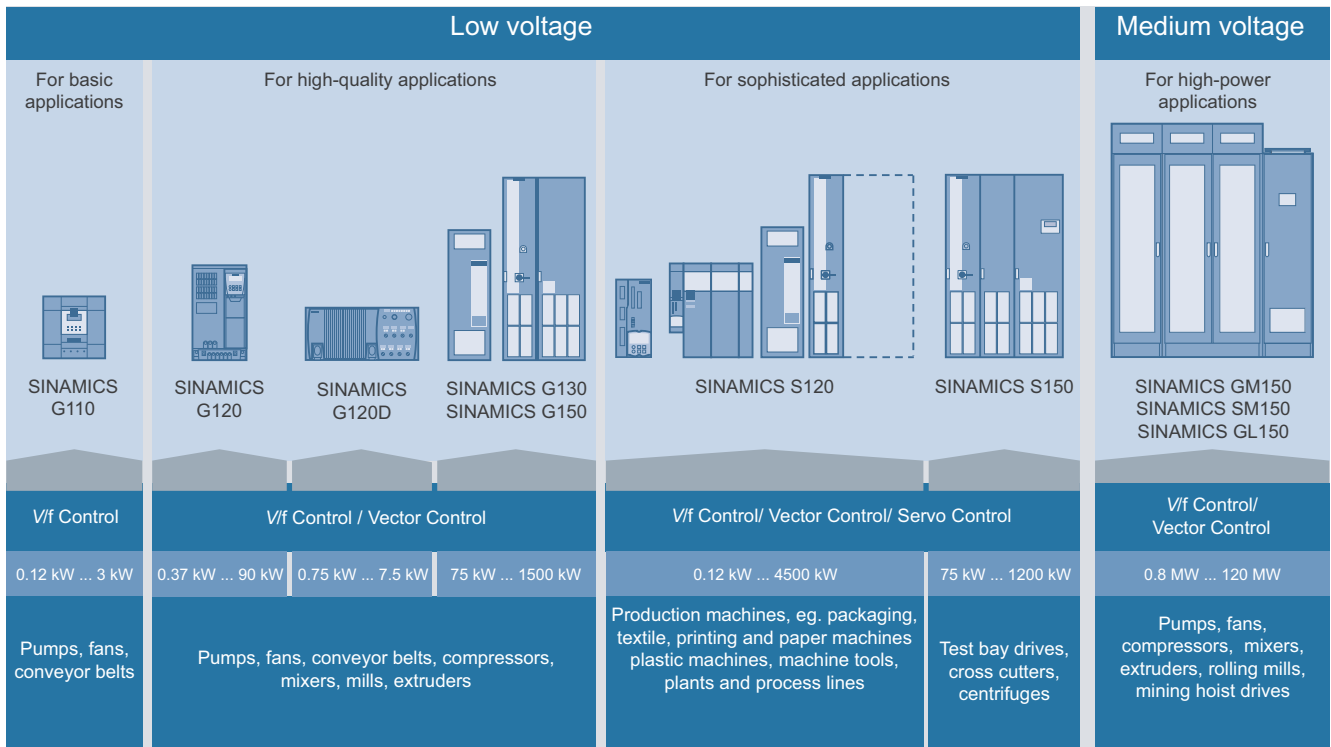 Low voltage
Medium voltage
For basic
applications
For high-quality applications
For sophisticated applications
For high-power
applications
SINAMICS
G110
SINAMICS
G120
SINAMICS
G120D
SINAMICS G130
SINAMICS G150
SINAMICS S120
SINAMICS S150
SINAMICS GM150
SINAMICS SM150
SINAMICS GL150
V/f Control
V/f Control / Vector Control
V/f Control/ Vector Control/ Servo Control
V/f Control/
Vector Control
0.12 kW ... 3 kW
0.37 kW ... 90 kW
0.75 kW ... 7.5 kW
75 kW ... 1500 kW
0.12 kW ... 4500 kW
75 kW ... 1200 kW
0.8 MW ... 120 MW
Pumps, fans,
conveyor belts
Pumps, fans, conveyor belts, compressors,
mixers, mills, extruders
Production machines, eg. packaging,
textile, printing and paper machines
plastic machines, machine tools,
plants and process lines
Test bay drives,
cross cutters,
centrifuges
Pumps, fans,
compressors, mixers,
extruders, rolling mills,
mining hoist drives